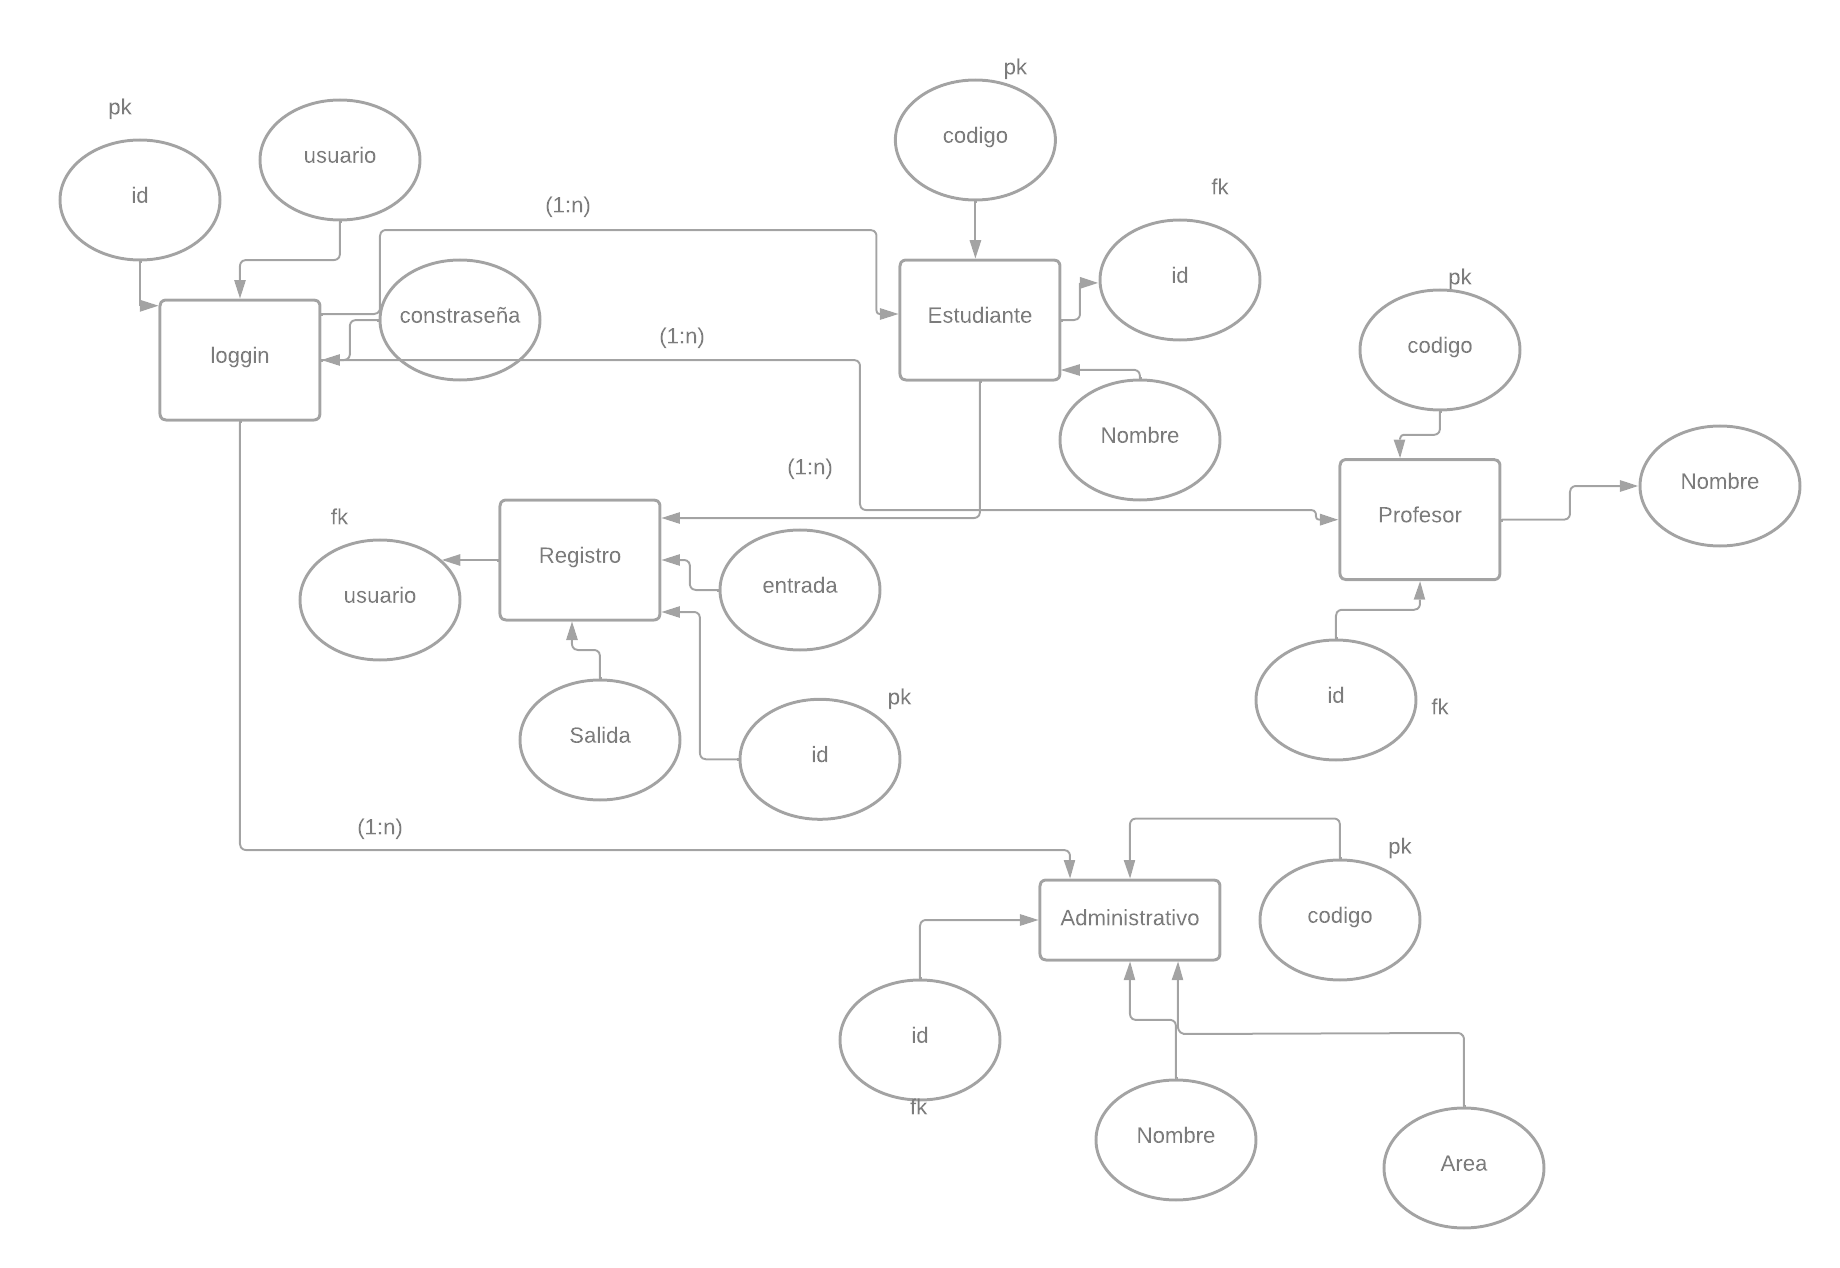 pk
codigo
pk
usuario
id
fk
(1:n)
id
pk
constraseña
Estudiante
(1:n)
codigo
loggin
Nombre
(1:n)
Nombre
fk
Profesor
Registro
entrada
usuario
id
fk
pk
Salida
id
(1:n)
pk
Administrativo
codigo
id
fk
Nombre
Area